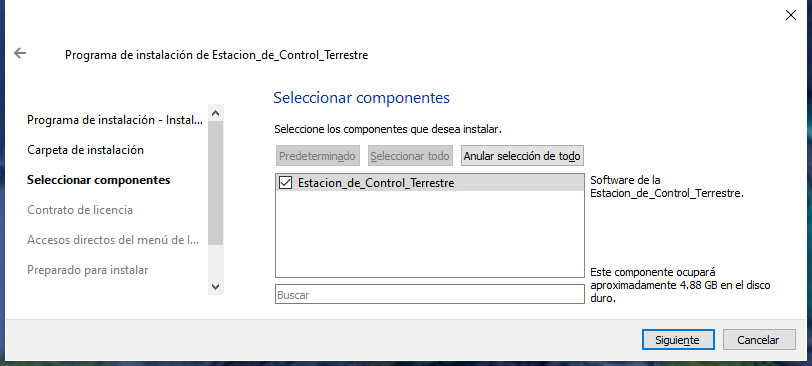 Programa de instalación de Estacion_de_Control_Terrestre
Programa de instalación - Instal...
Carpeta de instalación
Seleccionar componentes
Contrato de licencia
Accesos directos del menú de l...
Preparado para instalar
Seleccionar componentes
Seleccione los componentes que desea instalar.
Predeterminado
Seleccionar todo
Anular selección de todo
Estacion_de_Control_Terrestre
Software de la
Estacion_de_Control_Terrestre.
Este componente ocupará
aproximadamente 4.88 GB en el disco
duro.
Buscar
Siguiente
Cancelar